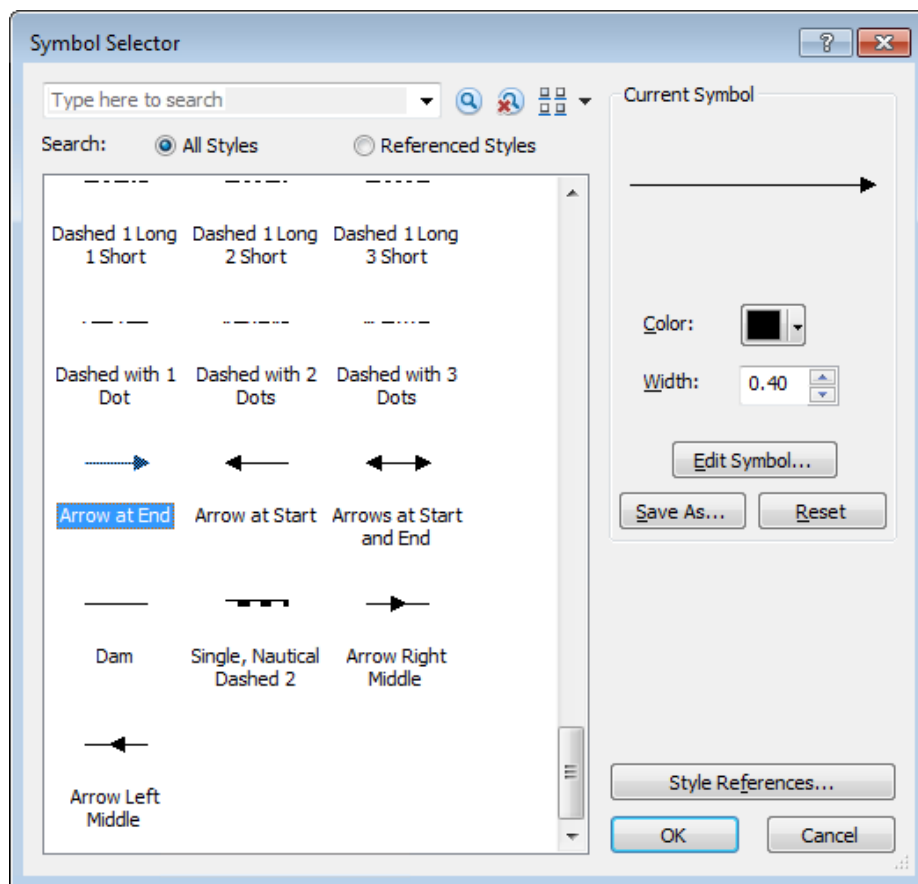 Symbol Selector
Type here to search
Search: All Styles Referenced Styles
Dashed 1 Long 1 Short
Dashed 1 Long 2 Short
Dashed 1 Long 3 Short
Dashed with 1 Dot
Dashed with 2 Dots
Dashed with 3 Dots
Arrow at End
Arrow at Start
Arrows at Start and End
Dam
Single, Nautical Dashed 2
Arrow Right Middle
Arrow Left Middle
Current Symbol
Color:
Width: 0.40
Edit Symbol...
Save As... Reset
Style References...
OK Cancel